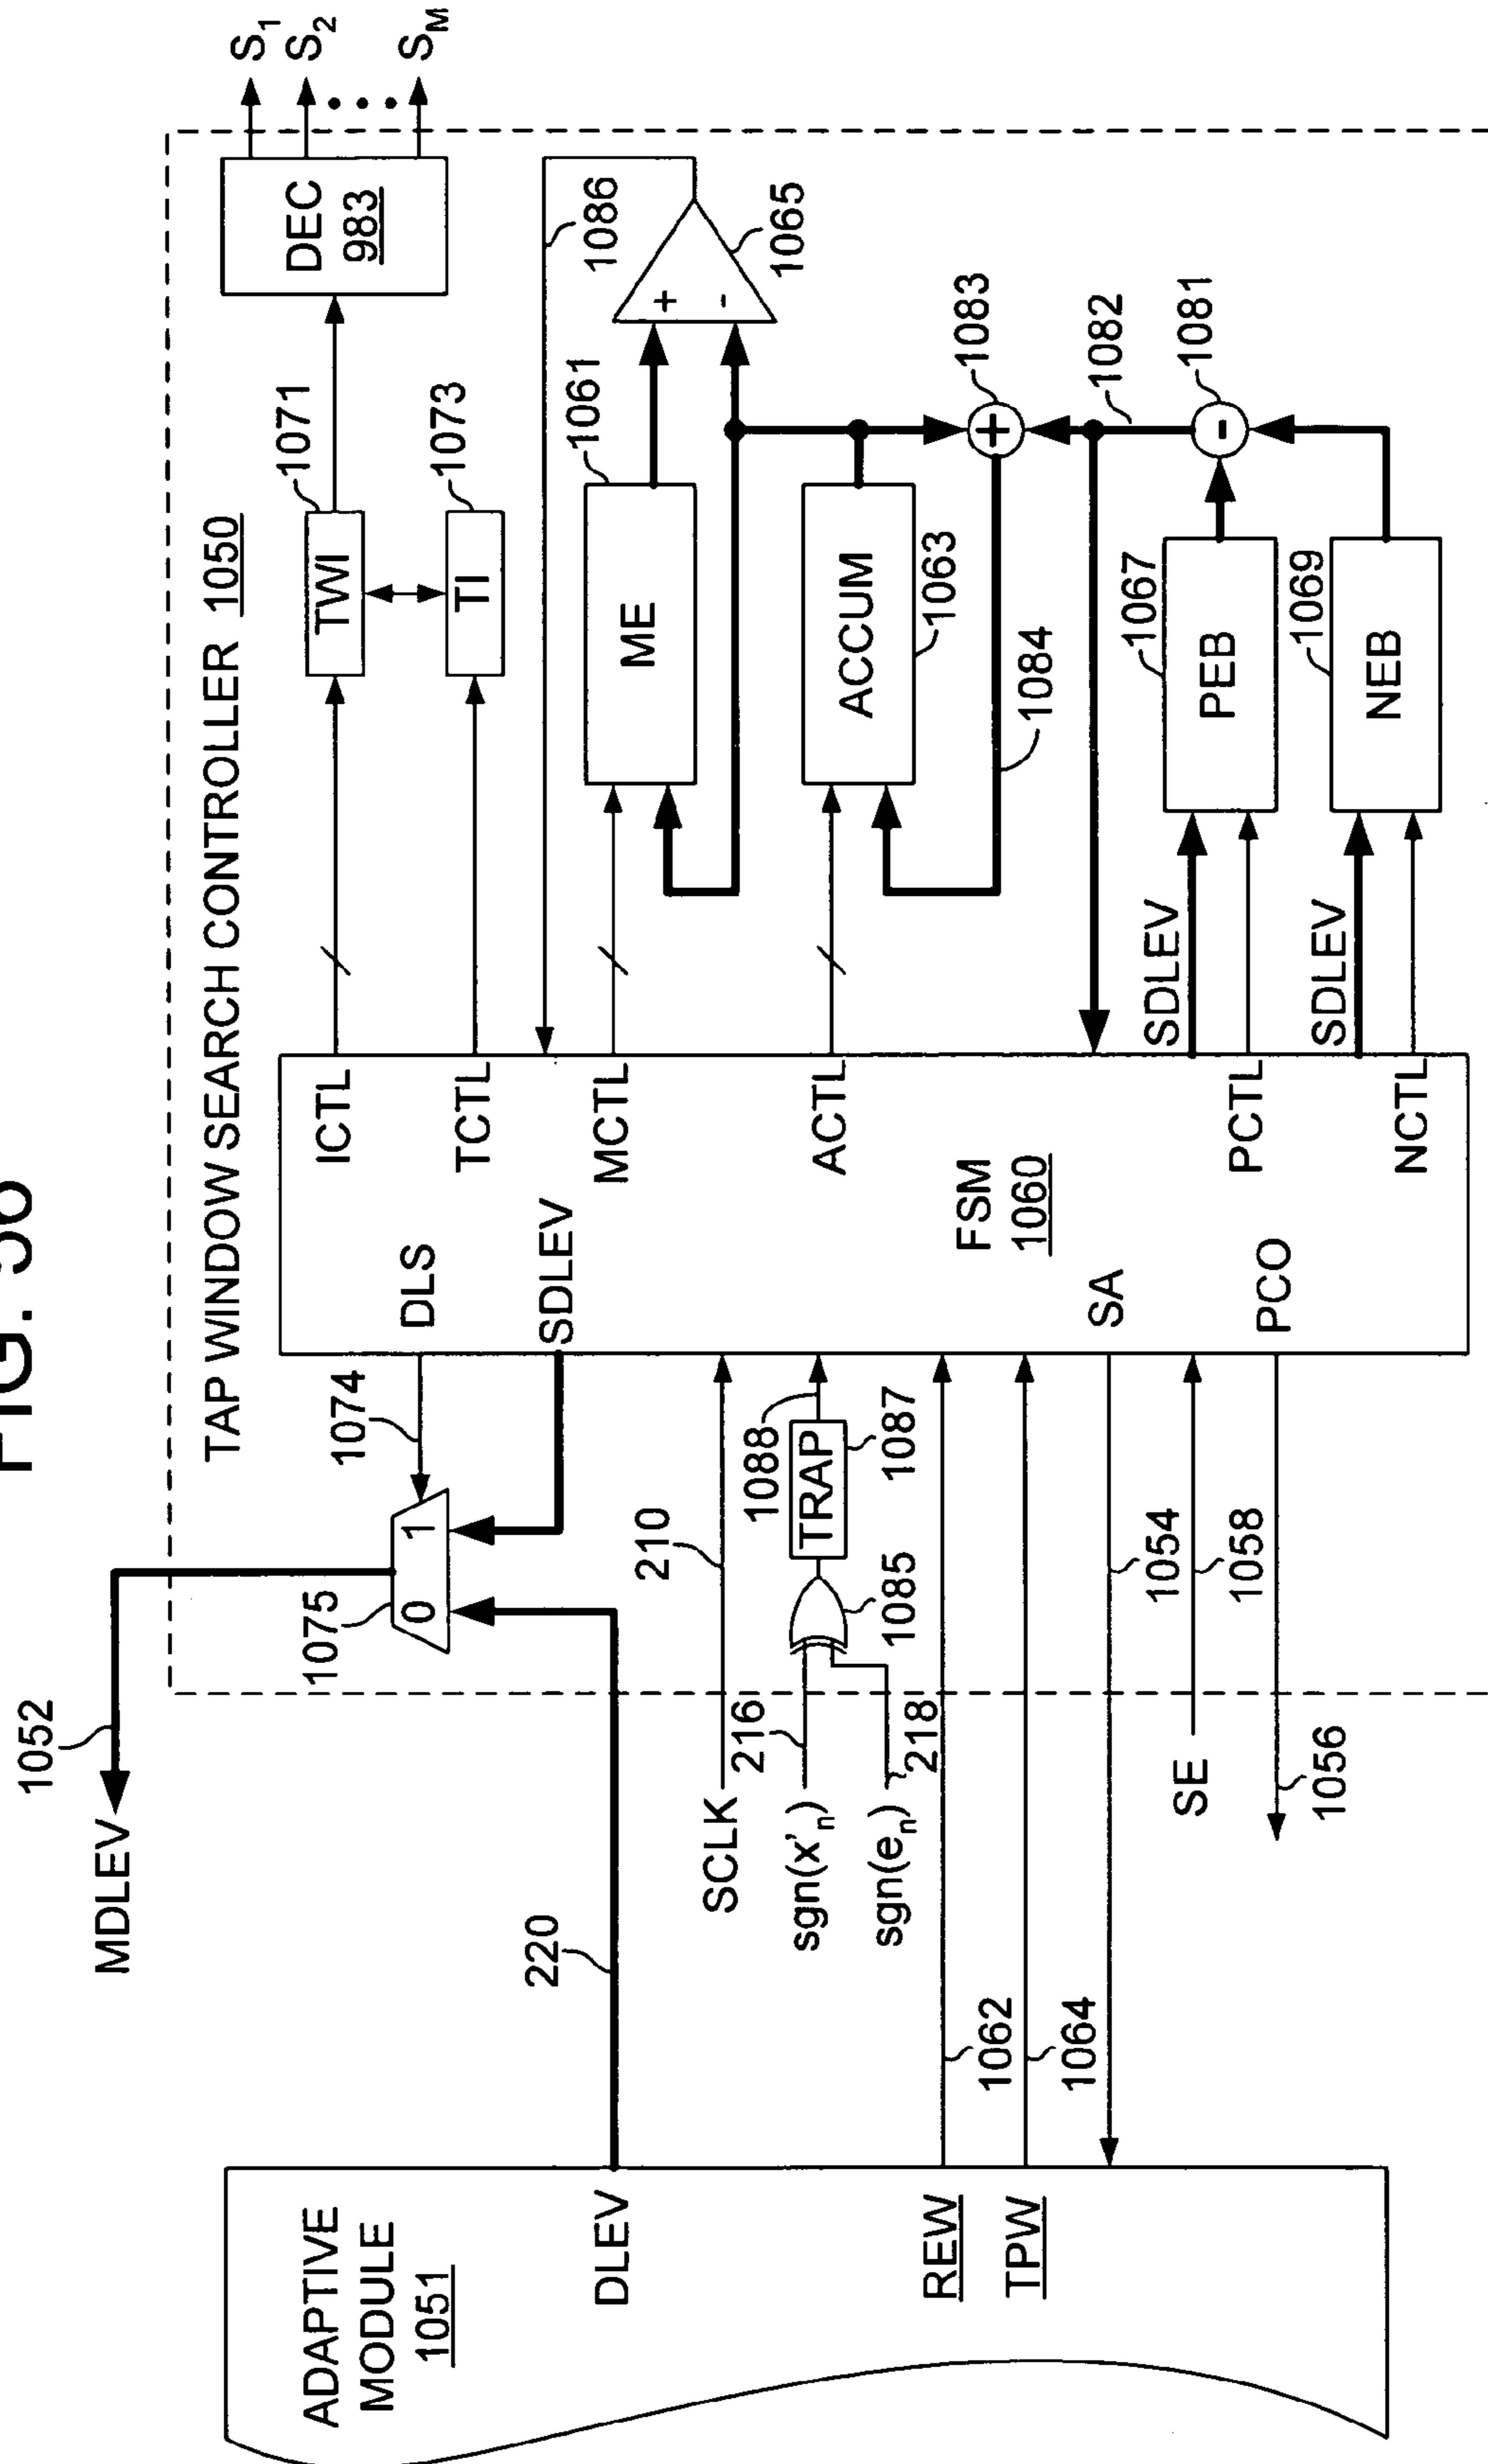 FIG. 56
MDLEV
1052
TAP WINDOW SEARCH CONTROLLER 1050
S1
S2
SM
DEC
983
TWI
1071
TI
1073
1074
1075
0
1
DLS
SDLEV
ICTL
TCTL
MCTL
ACTL
FSM
1060
SA
PCO
PCTL
NCTL
1086
ME
1061
+
-
1065
ACCUM
1063
1084
+
1083
1082
-
1081
SDLEV
PEB
1067
SDLEV
NEB
1069
ADAPTIVE
MODULE
1051
DLEV
REW
TPW
220
SCLK
210
sgn(x'n)
216
sgn(en)
218
1085
TRAP
1087
1088
1062
1064
1054
SE
1058
1056